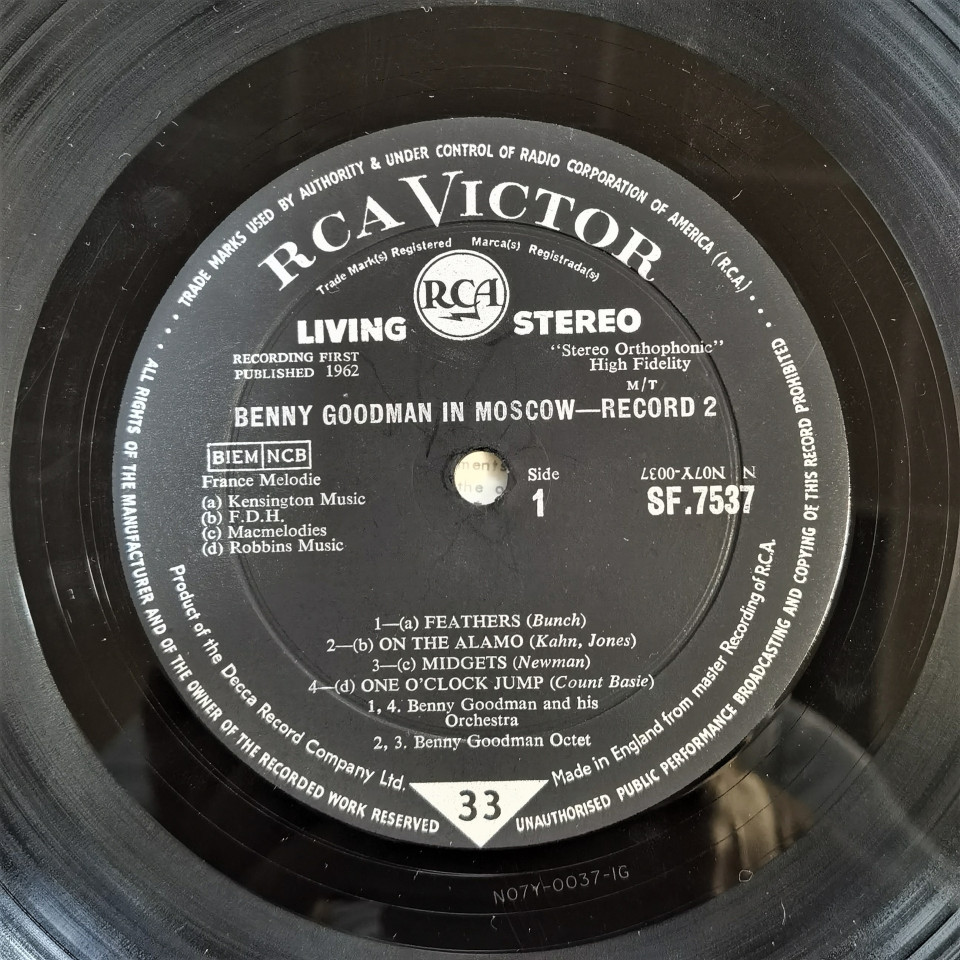 TRADE MARKS USED BY AUTHORITY & UNDER CONTROL OF RADIO CORPORATION OF AMERICA (R.C.A.)
RCA VICTOR
Trade Mark(s) Registered Marca(s) Registrada(s)
RCA
LIVING STEREO
RECORDING FIRST
PUBLISHED 1962
"Stereo Orthophonic"
High Fidelity
M/T
BENNY GOODMAN IN MOSCOW—RECORD 2
BIEM NCB
France Melodie
(a) Kensington Music
(b) F.D.H.
(c) Macmelodies
(d) Robbins Music
ments
the
Side
1
N N07Y-0037
SF.7537
1—(a) FEATHERS (Bunch)
2—(b) ON THE ALAMO (Kahn, Jones)
3—(c) MIDGETS (Newman)
4—(d) ONE O'CLOCK JUMP (Count Basie)
1, 4. Benny Goodman and his
Orchestra
2, 3. Benny Goodman Octet
Product of the Decca Record Company Ltd.
Made in England from master Recording of R.C.A.
33
ALL RIGHTS OF THE MANUFACTURER AND OF THE OWNER OF THE RECORDED WORK RESERVED
UNAUTHORISED PUBLIC PERFORMANCE BROADCASTING AND COPYING OF THIS RECORD PROHIBITED
N07Y-0037-1G